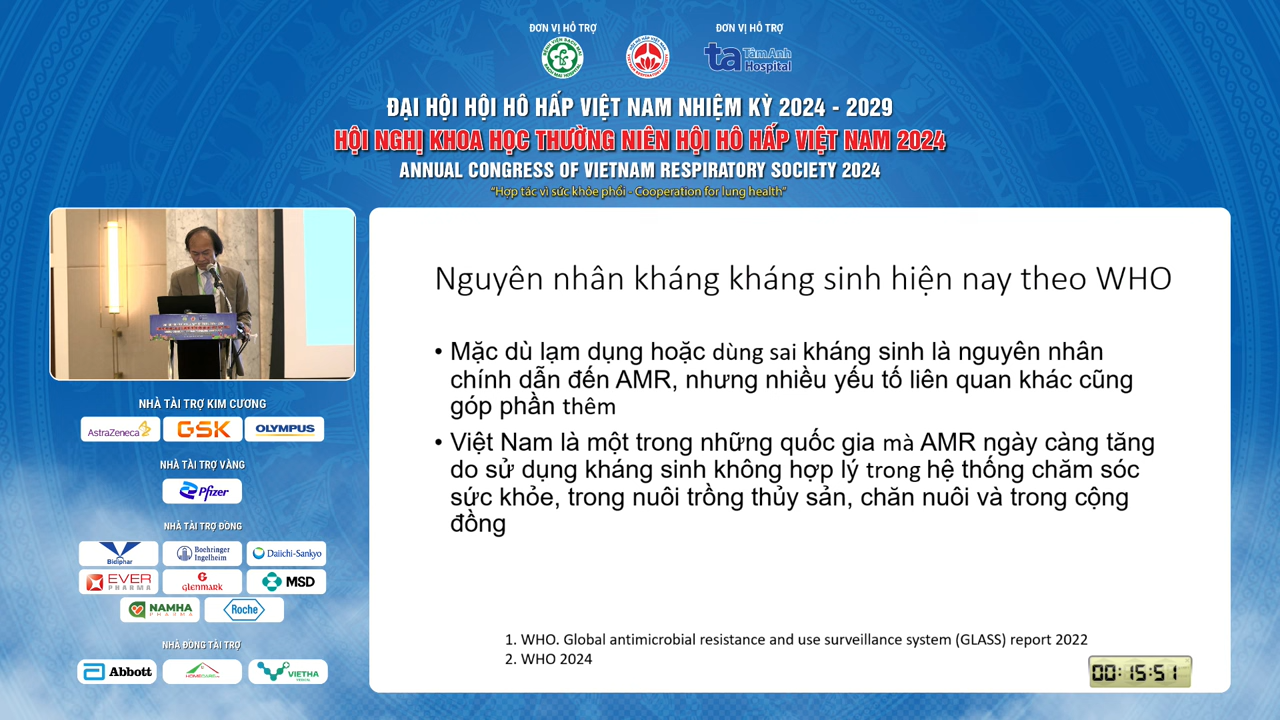 ĐƠN VỊ HỖ TRỢ
ĐƠN VỊ HỖ TRỢ
ta TâmAnh Hospital
ĐẠI HỘI HỘI HÔ HẤP VIỆT NAM NHIỆM KỲ 2024 - 2029
HỘI NGHỊ KHOA HỌC THƯỜNG NIÊN HỘI HÔ HẤP VIỆT NAM 2024
ANNUAL CONGRESS OF VIETNAM RESPIRATORY SOCIETY 2024
"Hợp tác vì sức khỏe phổi - Cooperation for lung health"
NHÀ TÀI TRỢ KIM CƯƠNG
AstraZeneca GSK OLYMPUS
NHÀ TÀI TRỢ VÀNG
Pfizer
NHÀ TÀI TRỢ ĐỒNG
Bidiphar Boehringer Ingelheim Daiichi-Sankyo
EVER PHARMA GLENMARK MSD
NAMHA PHARMA Roche
NHÀ ĐỒNG TÀI TRỢ
Abbott VIETHA
Nguyên nhân kháng kháng sinh hiện nay theo WHO
• Mặc dù lạm dụng hoặc dùng sai kháng sinh là nguyên nhân
chính dẫn đến AMR, nhưng nhiều yếu tố liên quan khác cũng
góp phần thêm
• Việt Nam là một trong những quốc gia mà AMR ngày càng tăng
do sử dụng kháng sinh không hợp lý trong hệ thống chăm sóc
sức khỏe, trong nuôi trồng thủy sản, chăn nuôi và trong cộng
đồng
1. WHO. Global antimicrobial resistance and use surveillance system (GLASS) report 2022
2. WHO 2024
00:15:51